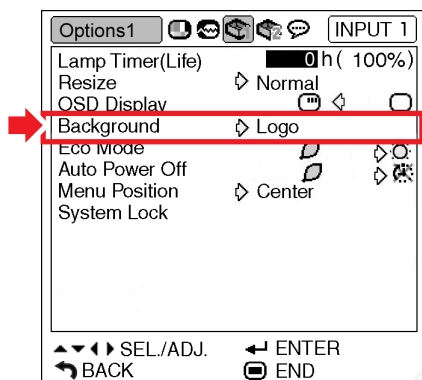 Options1 INPUT 1
Lamp Timer(Life) 0 h ( 100%)
Resize Normal
OSD Display
Background Logo
Eco Mode
Auto Power Off
Menu Position Center
System Lock
SEL./ADJ. ENTER
BACK END